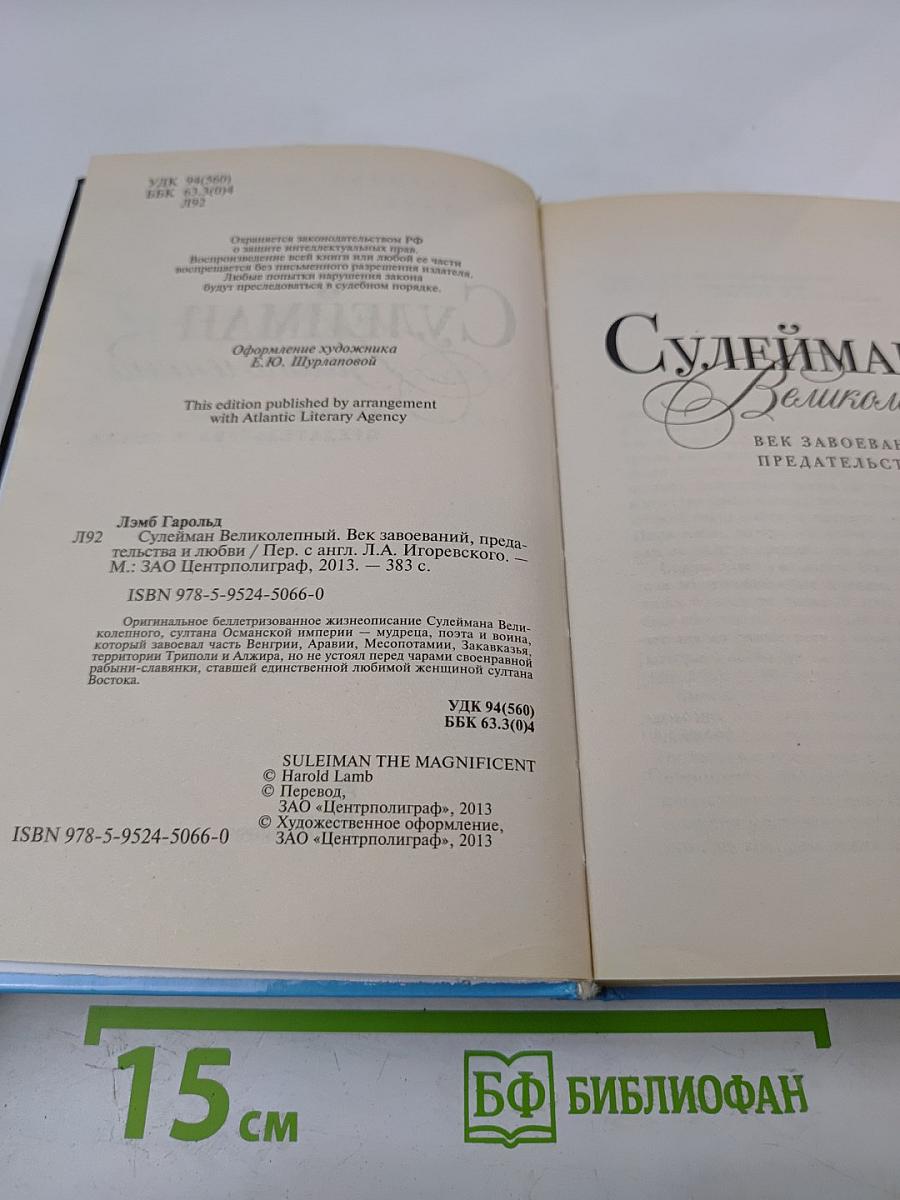 УДК 94(560)
ББК 63.3(0)4
Л92
Охраняется законодательством РФ
о защите интеллектуальных прав.
Воспроизведение всей книги или любой ее части
воспрещается без письменного разрешения издателя.
Любые попытки нарушения закона
будут преследоваться в судебном порядке.
Оформление художника
Е.Ю. Шурлаповой
This edition published by arrangement
with Atlantic Literary Agency
Лэмб Гарольд
Л92 Сулейман Великолепный. Век завоеваний, преда-
тельства и любви / Пер. с англ. Л.А. Игоревского. —
М.: ЗАО Центрполиграф, 2013. — 383 с.
ISBN 978-5-9524-5066-0
Оригинальное беллетризованное жизнеописание Сулеймана Вели-
колепного, султана Османской империи — мудреца, поэта и воина,
который завоевал часть Венгрии, Аравии, Месопотамии, Закавказья,
территории Триполи и Алжира, но не устоял перед чарами своенравной
рабыни-славянки, ставшей единственной любимой женщиной султана
Востока.
УДК 94(560)
ББК 63.3(0)4
SULEIMAN THE MAGNIFICENT
© Harold Lamb
© Перевод,
ЗАО «Центрполиграф», 2013
© Художественное оформление,
ЗАО «Центрполиграф», 2013
ISBN 978-5-9524-5066-0
СУЛЕЙМА
Великол
ВЕК ЗАВОЕВАН
ПРЕДАТЕЛЬСТ
15 см
БФ БИБЛИОФАН